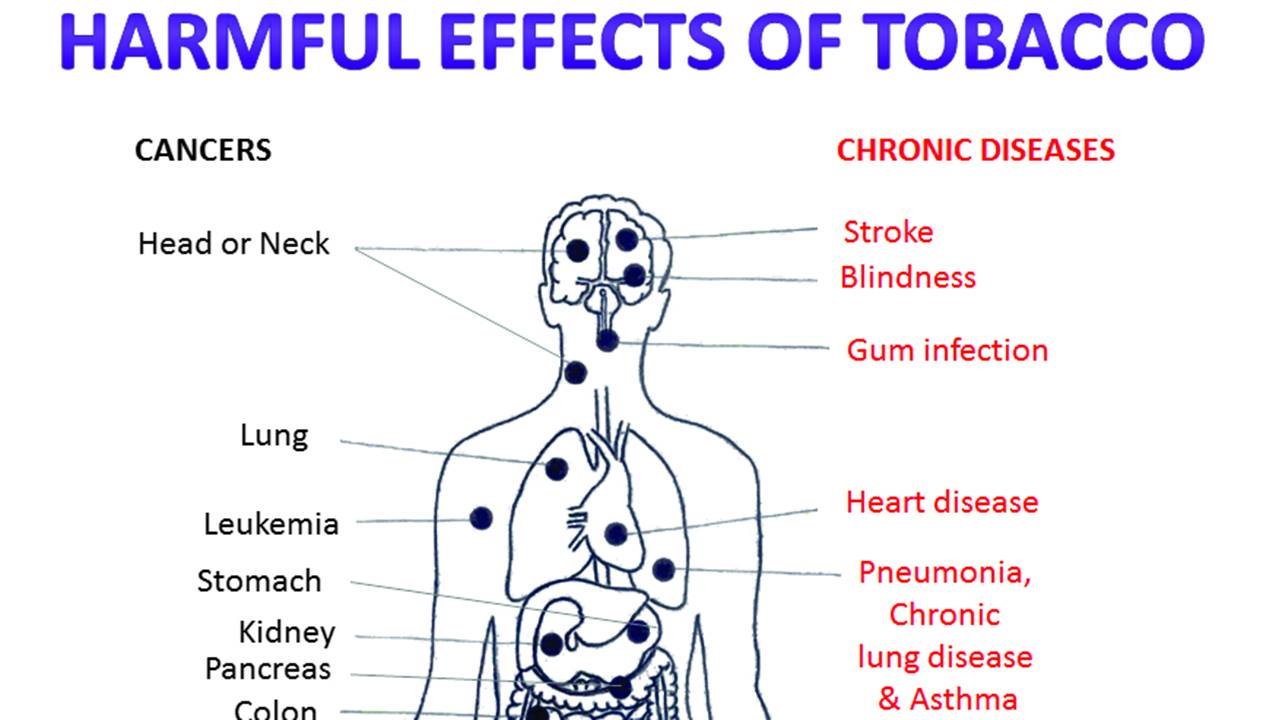 HARMFUL EFFECTS OF TOBACCO
CANCERS
Head or Neck
Lung
Leukemia
Stomach
Kidney
Pancreas
Colon
CHRONIC DISEASES
Stroke
Blindness
Gum infection
Heart disease
Pneumonia,
Chronic
lung disease
& Asthma